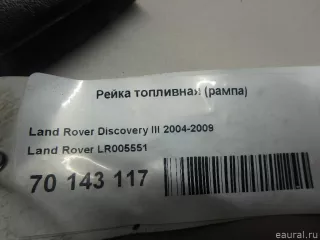 Рейка топливная (рампа)
Land Rover Discovery III 2004-2009
Land Rover LR005551
70 143 117
eaural.ru